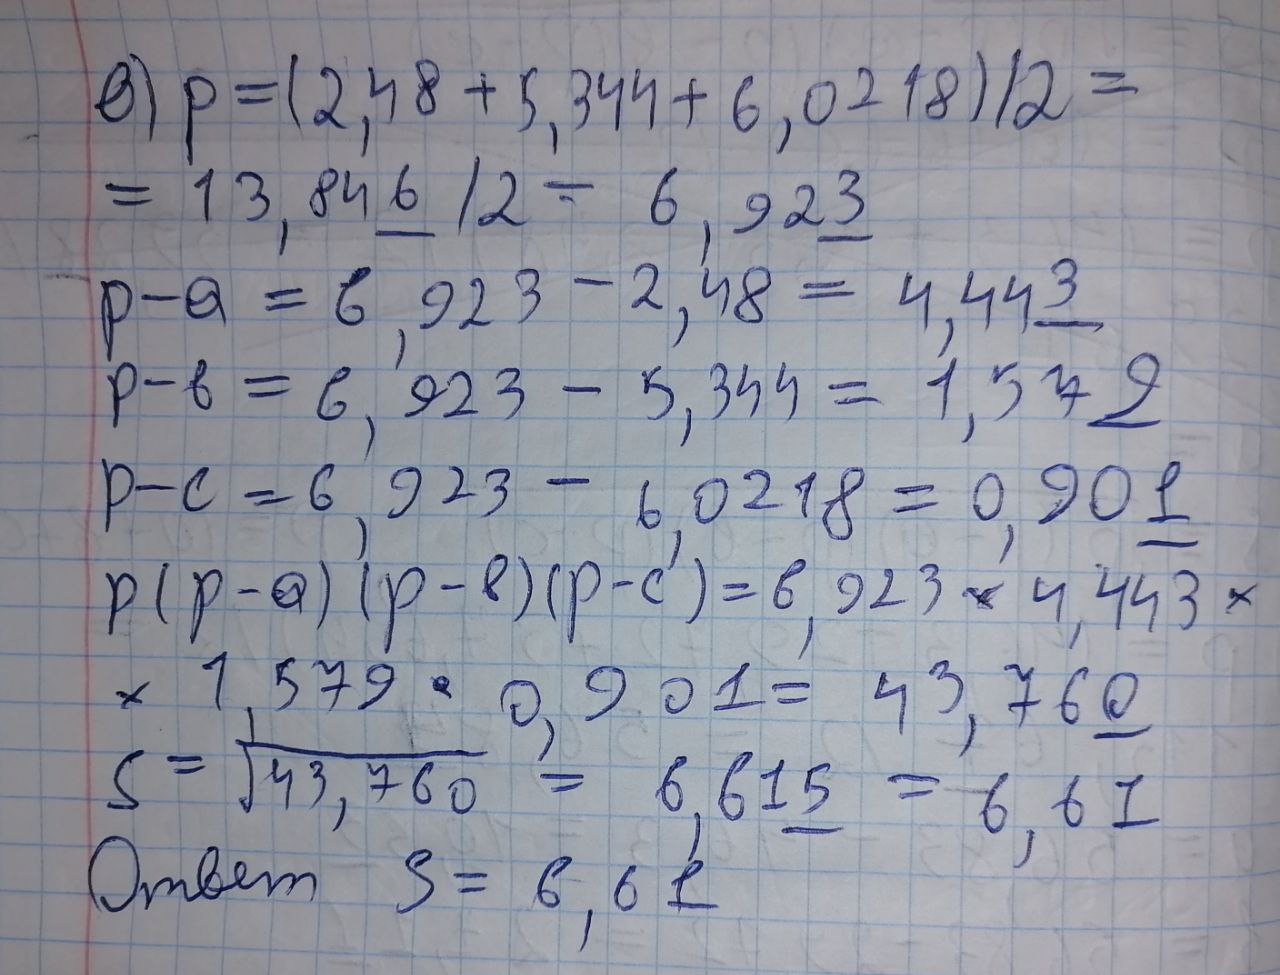 в) p=(2,48+5,344+6,0218)/2=
= 13,846 /2= 6,923
p-a = 6,923 - 2,48 = 4,443
p-в = 6,923 - 5,344 = 1,579
p-c = 6,923 - 6,0218 = 0,901
p(p-a)(p-в)(p-c)=6,923 × 4,443 ×
× 1,579 · 0,901 = 43,760
S = √43,760 = 6,615 = 6,61
Ответ S = 6,61